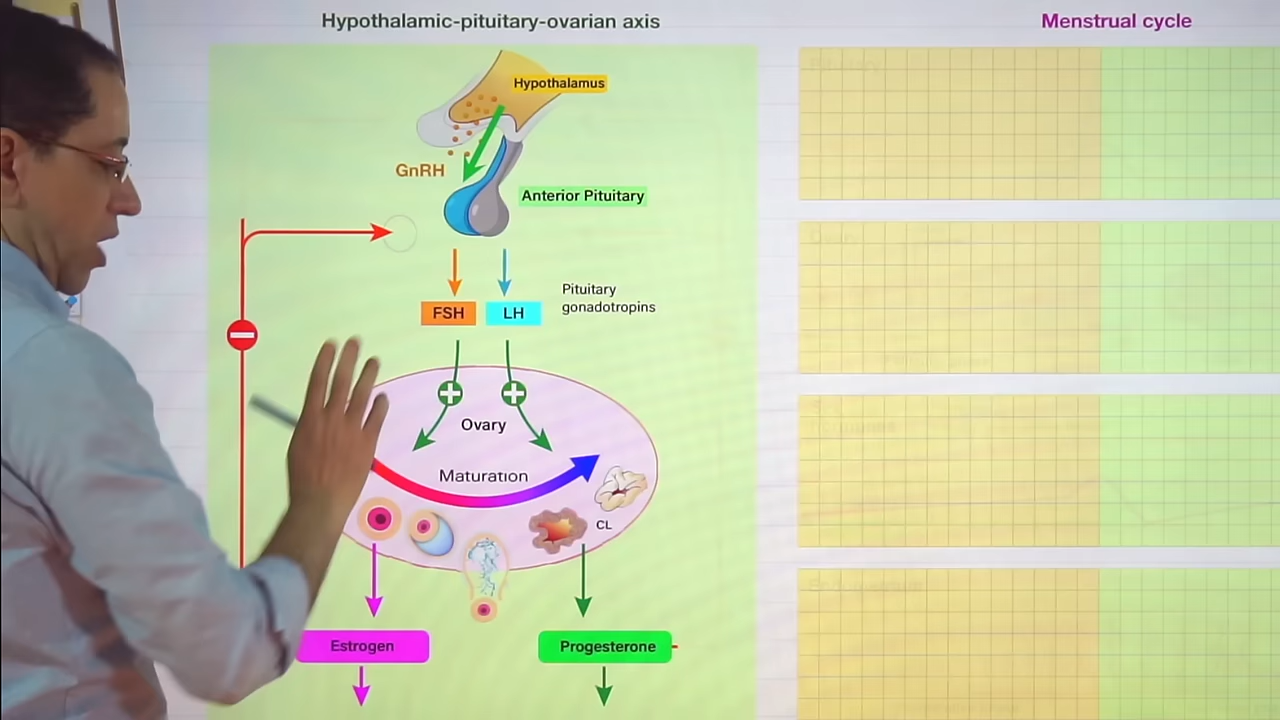 Hypothalamic-pituitary-ovarian axis
Menstrual cycle
Hypothalamus
GnRH
Anterior Pituitary
Pituitary
gonadotropins
FSH
LH
Ovary
Maturation
CL
Estrogen
Progesterone